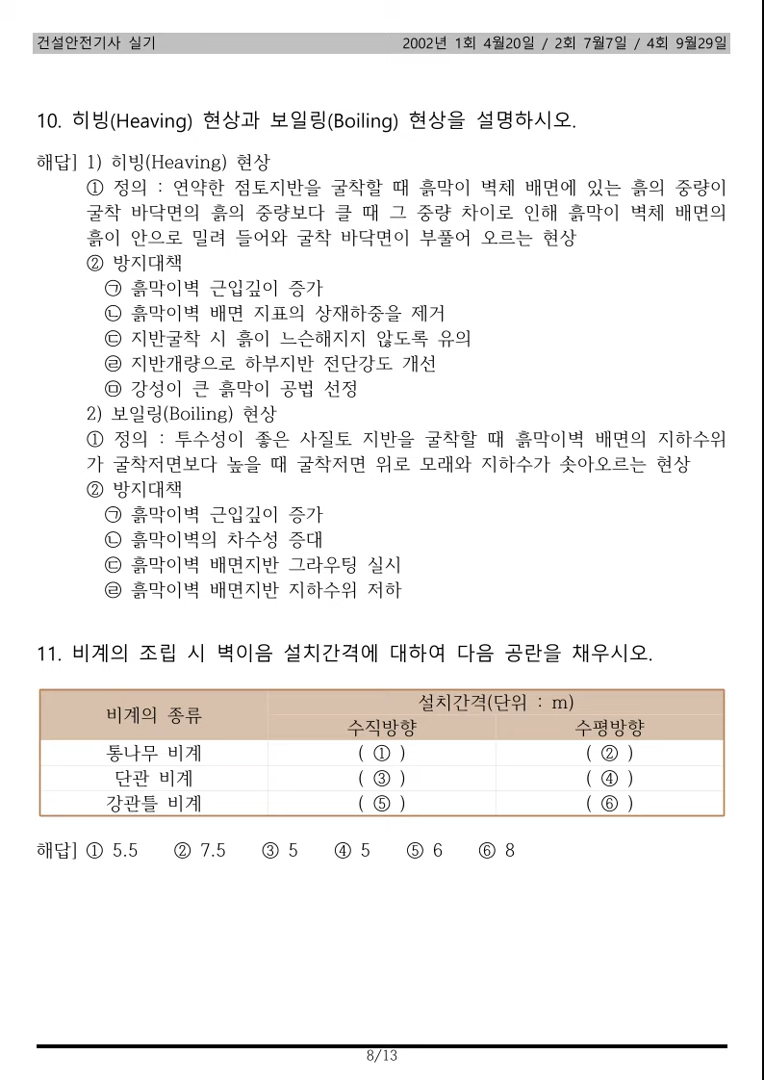 건설안전기사 실기
2002년 1회 4월20일 / 2회 7월7일 / 4회 9월29일
10. 히빙(Heaving) 현상과 보일링(Boiling) 현상을 설명하시오.
해답] 1) 히빙(Heaving) 현상
① 정의 : 연약한 점토지반을 굴착할 때 흙막이 벽체 배면에 있는 흙의 중량이
굴착 바닥면의 흙의 중량보다 클 때 그 중량 차이로 인해 흙막이 벽체 배면의
흙이 안으로 밀려 들어와 굴착 바닥면이 부풀어 오르는 현상
② 방지대책
㉠ 흙막이벽 근입깊이 증가
㉡ 흙막이벽 배면 지표의 상재하중을 제거
㉢ 지반굴착 시 흙이 느슨해지지 않도록 유의
㉣ 지반개량으로 하부지반 전단강도 개선
㉤ 강성이 큰 흙막이 공법 선정
2) 보일링(Boiling) 현상
① 정의 : 투수성이 좋은 사질토 지반을 굴착할 때 흙막이벽 배면의 지하수위
가 굴착저면보다 높을 때 굴착저면 위로 모래와 지하수가 솟아오르는 현상
② 방지대책
㉠ 흙막이벽 근입깊이 증가
㉡ 흙막이벽의 차수성 증대
㉢ 흙막이벽 배면지반 그라우팅 실시
㉣ 흙막이벽 배면지반 지하수위 저하
11. 비계의 조립 시 벽이음 설치간격에 대하여 다음 공란을 채우시오.
비계의 종류 설치간격(단위 : m)
수직방향 수평방향
통나무 비계 ( ① ) ( ② )
단관 비계 ( ③ ) ( ④ )
강관틀 비계 ( ⑤ ) ( ⑥ )
해답] ① 5.5 ② 7.5 ③ 5 ④ 5 ⑤ 6 ⑥ 8
8/13